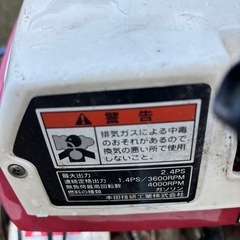 警告
排気ガスによる中毒
のおそれがあるので、
換気の悪い所で使用
しないこと。
最大出力 2.4PS
連続定格出力 1.4PS/3600RPM
無負荷最高回転数 4000RPM
燃料の種類 ガソリン
本田技研工業株式会社